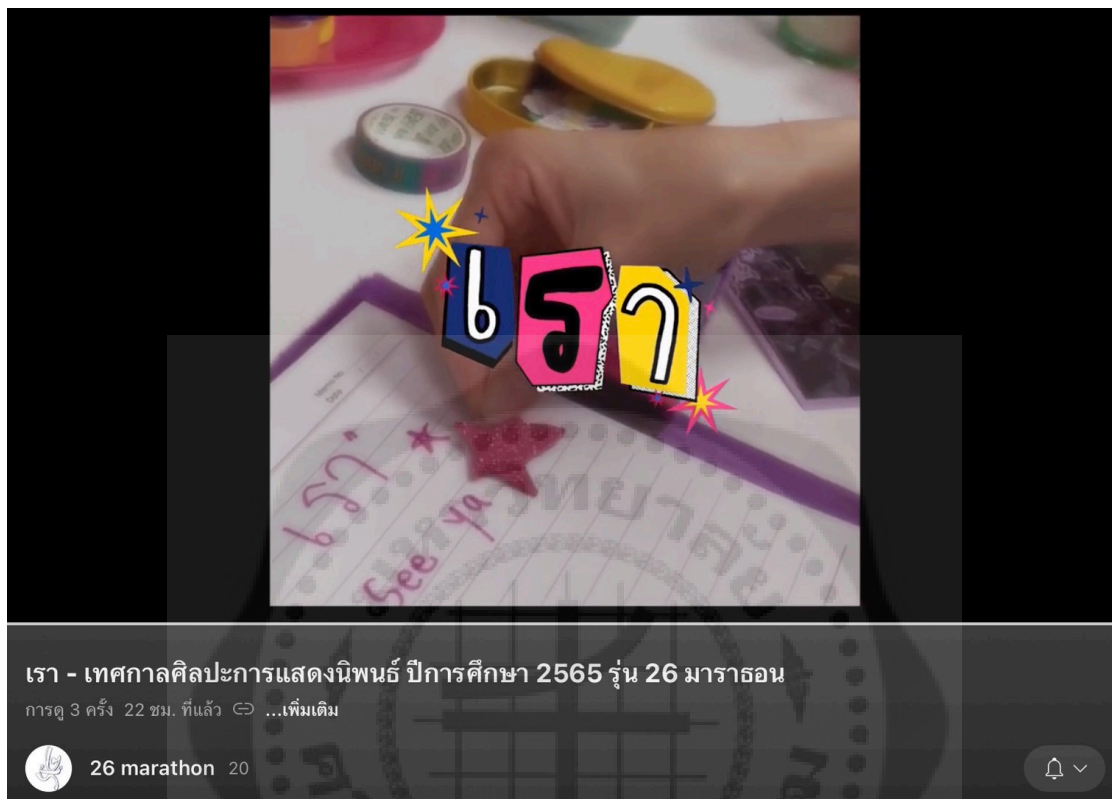 เรา
เรา
See ya
เรา - เทศกาลศิลปะการแสดงนิพนธ์ ปีการศึกษา 2565 รุ่น 26 มาราธอน
การดู 3 ครั้ง 22 ชม. ที่แล้ว ...เพิ่มเติม
26 marathon 20